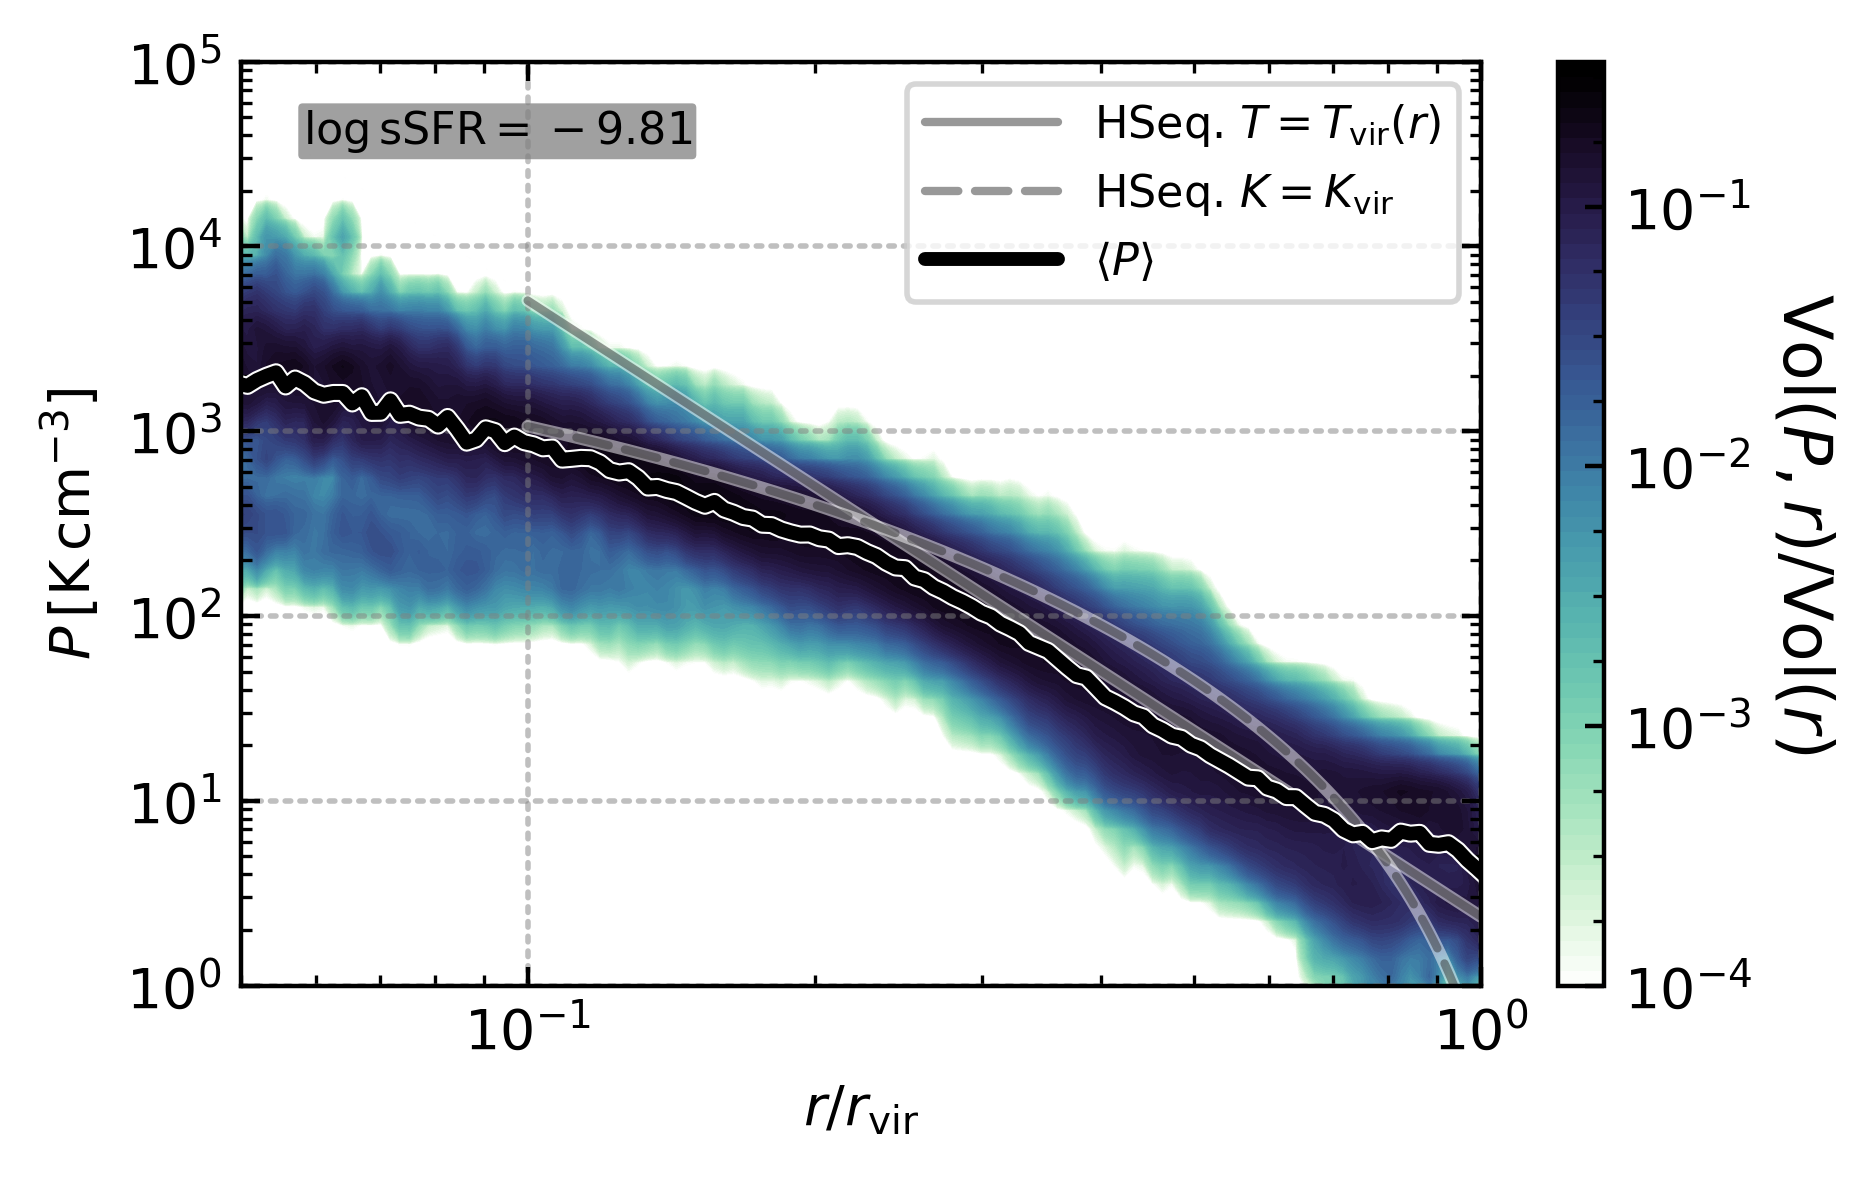 log sSFR = −9.81
HSeq. T = T_vir(r)
HSeq. K = K_vir
⟨P⟩
10^5
10^4
10^3
10^2
10^1
10^0
P [K cm^−3]
10^−1
10^0
r/r_vir
10^−1
10^−2
10^−3
10^−4
Vol(P, r)/Vol(r)